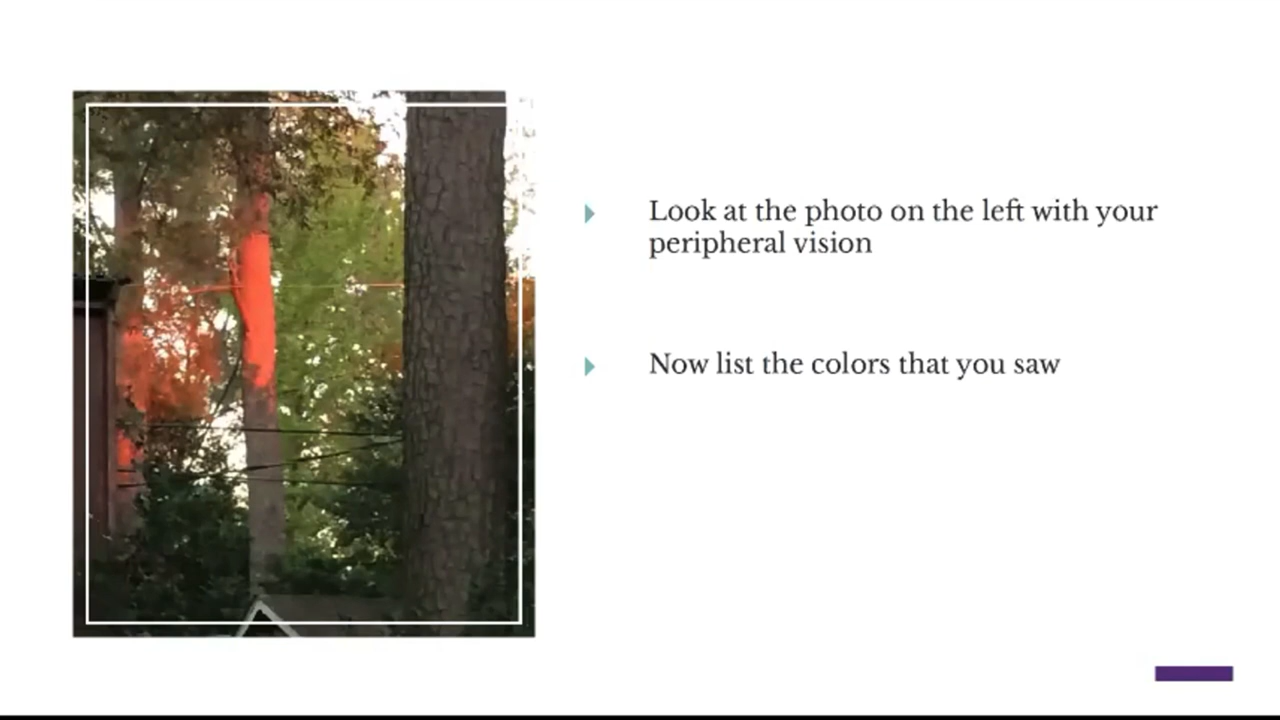 Look at the photo on the left with your
peripheral vision
Now list the colors that you saw